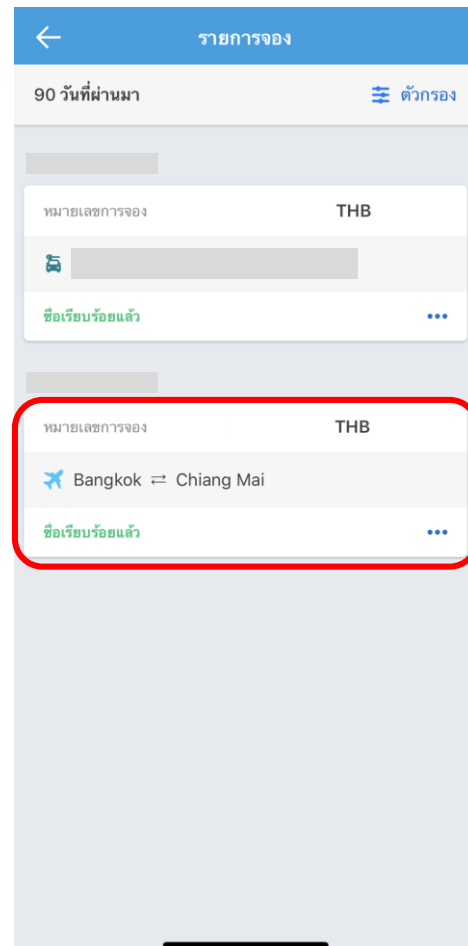 รายการจอง
90 วันที่ผ่านมา ตัวกรอง
หมายเลขการจอง THB
ซื้อเรียบร้อยแล้ว
หมายเลขการจอง THB
Bangkok ⇄ Chiang Mai
ซื้อเรียบร้อยแล้ว